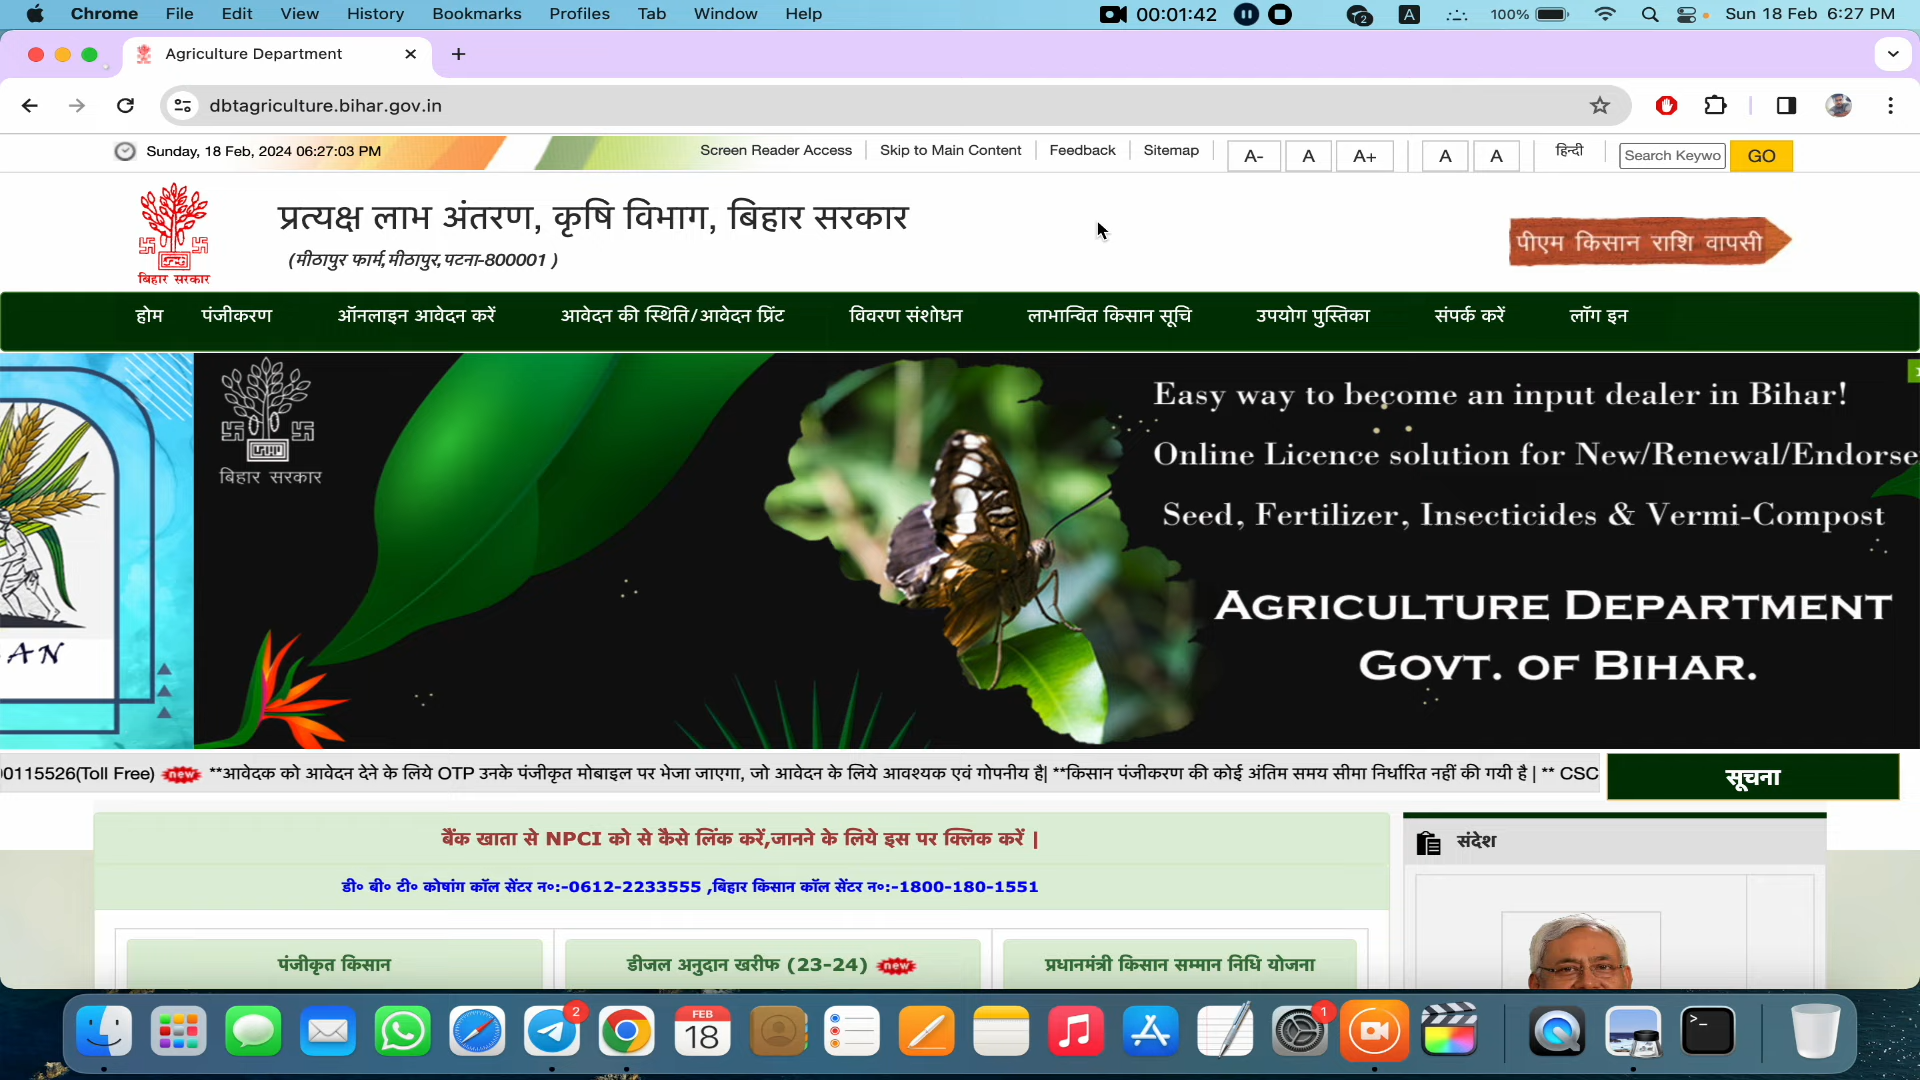 Chrome File Edit View History Bookmarks Profiles Tab Window Help 00:01:42 2 A 100% Sun 18 Feb 6:27 PM
Agriculture Department
dbtagriculture.bihar.gov.in
Sunday, 18 Feb, 2024 06:27:03 PM Screen Reader Access Skip to Main Content Feedback Sitemap A- A A+ A A हिन्दी Search Keywo GO
प्रत्यक्ष लाभ अंतरण, कृषि विभाग, बिहार सरकार
(मीठापुर फार्म,मीठापुर,पटना-800001 )
बिहार सरकार
पीएम किसान राशि वापसी
होम पंजीकरण ऑनलाइन आवेदन करें आवेदन की स्थिति/आवेदन प्रिंट विवरण संशोधन लाभान्वित किसान सूचि उपयोग पुस्तिका संपर्क करें लॉग इन
Easy way to become an input dealer in Bihar!
Online Licence solution for New/Renewal/Endorse
बिहार सरकार
Seed, Fertilizer, Insecticides & Vermi-Compost
AGRICULTURE DEPARTMENT
GOVT. OF BIHAR.
AN
00115526(Toll Free) new **आवेदक को आवेदन देने के लिये OTP उनके पंजीकृत मोबाइल पर भेजा जाएगा, जो आवेदन के लिये आवश्यक एवं गोपनीय है| **किसान पंजीकरण की कोई अंतिम समय सीमा निर्धारित नहीं की गयी है | ** CSC
सूचना
बैंक खाता से NPCI को से कैसे लिंक करें,जानने के लिये इस पर क्लिक करें |
संदेश
डी० बी० टी० कोषांग कॉल सेंटर न०:-0612-2233555 ,बिहार किसान कॉल सेंटर न०:-1800-180-1551
पंजीकृत किसान डीजल अनुदान खरीफ (23-24) new प्रधानमंत्री किसान सम्मान निधि योजना
2 FEB 18 1